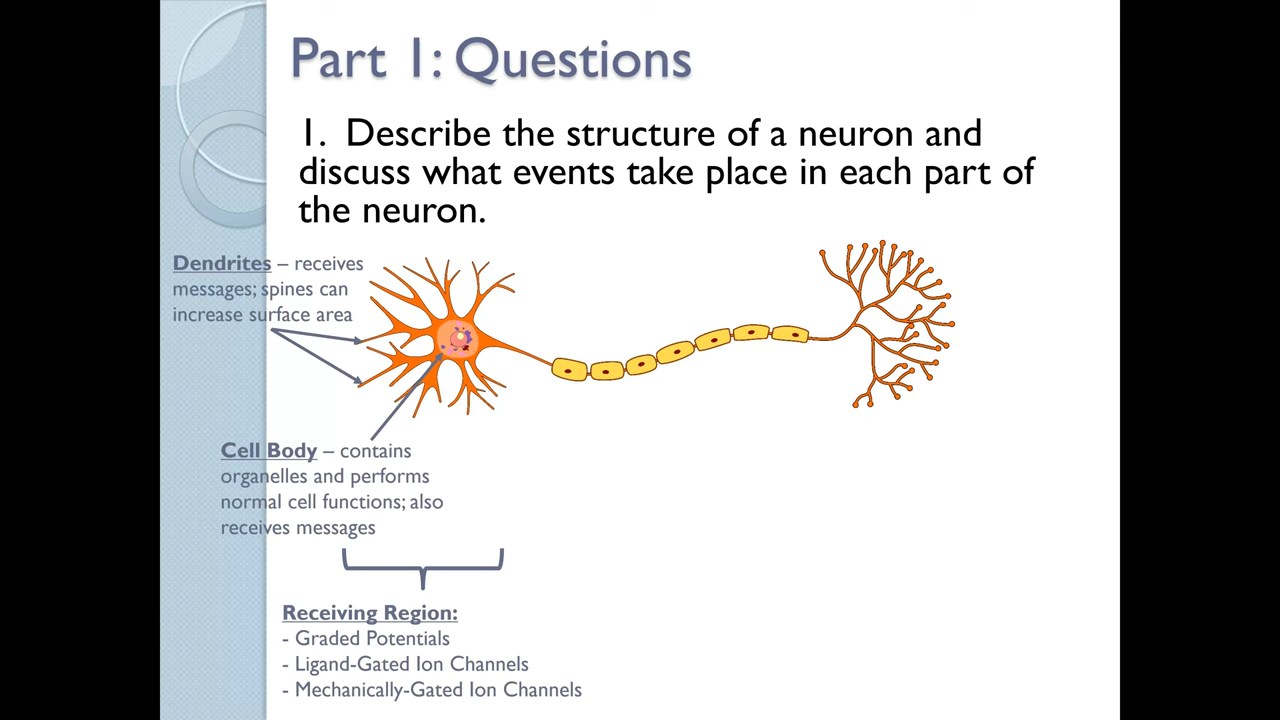 Part 1: Questions
1. Describe the structure of a neuron and
discuss what events take place in each part of
the neuron.
Dendrites – receives
messages; spines can
increase surface area
Cell Body – contains
organelles and performs
normal cell functions; also
receives messages
Receiving Region:
- Graded Potentials
- Ligand-Gated Ion Channels
- Mechanically-Gated Ion Channels